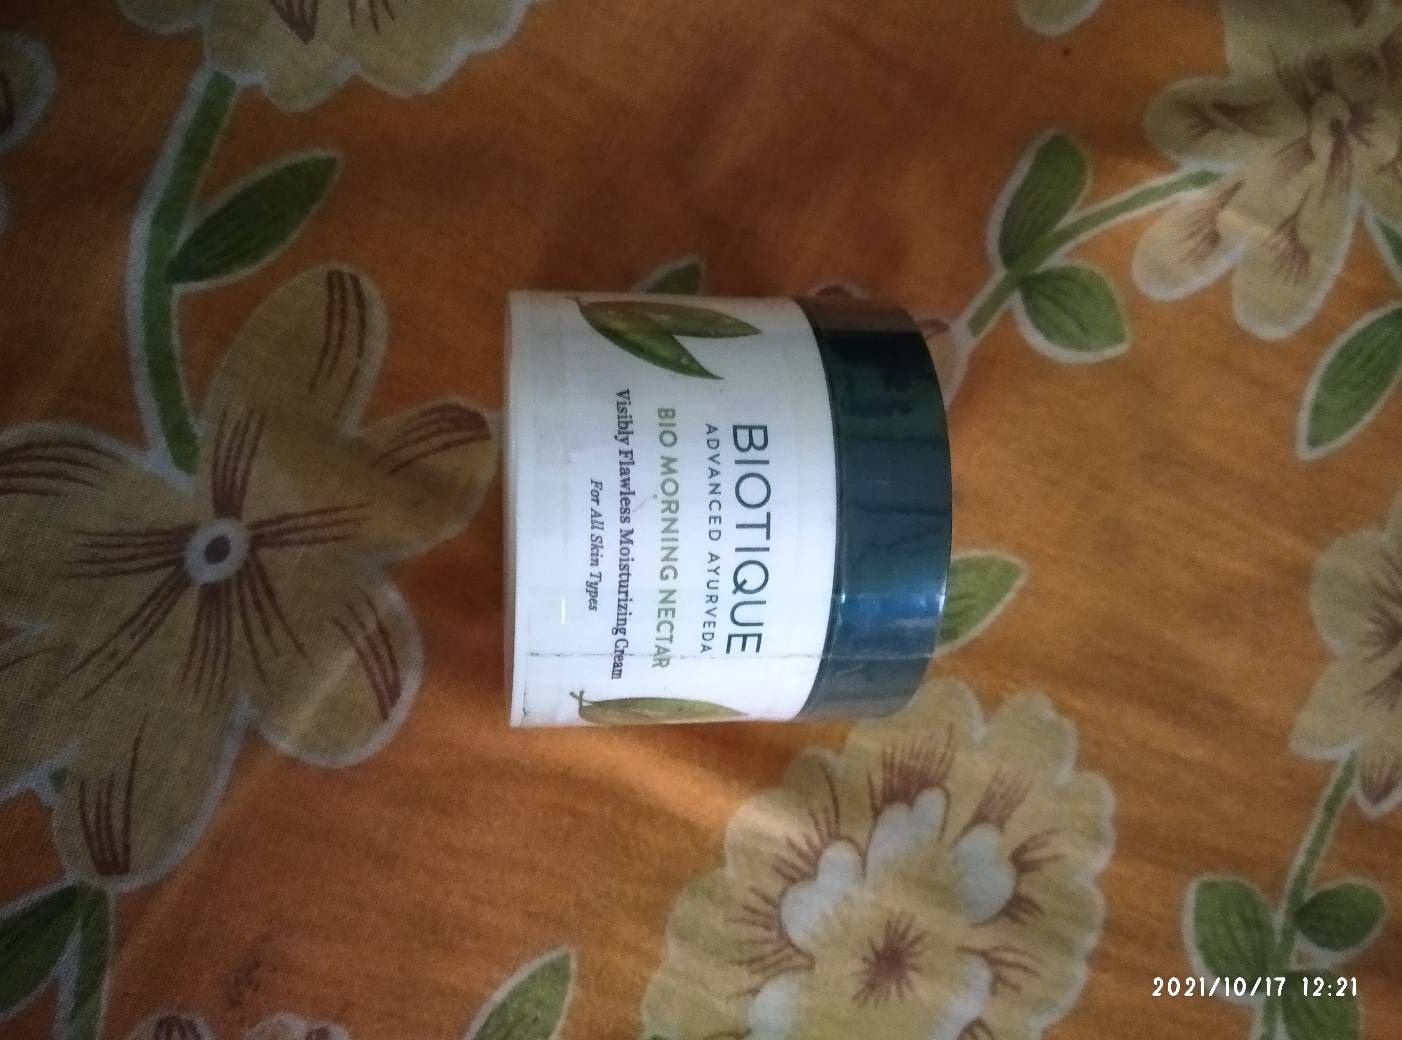 BIOTIQUE
ADVANCED AYURVEDA
BIO MORNING NECTAR
Visibly Flawless Moisturizing Cream
For All Skin Types
2021/10/17 12:21